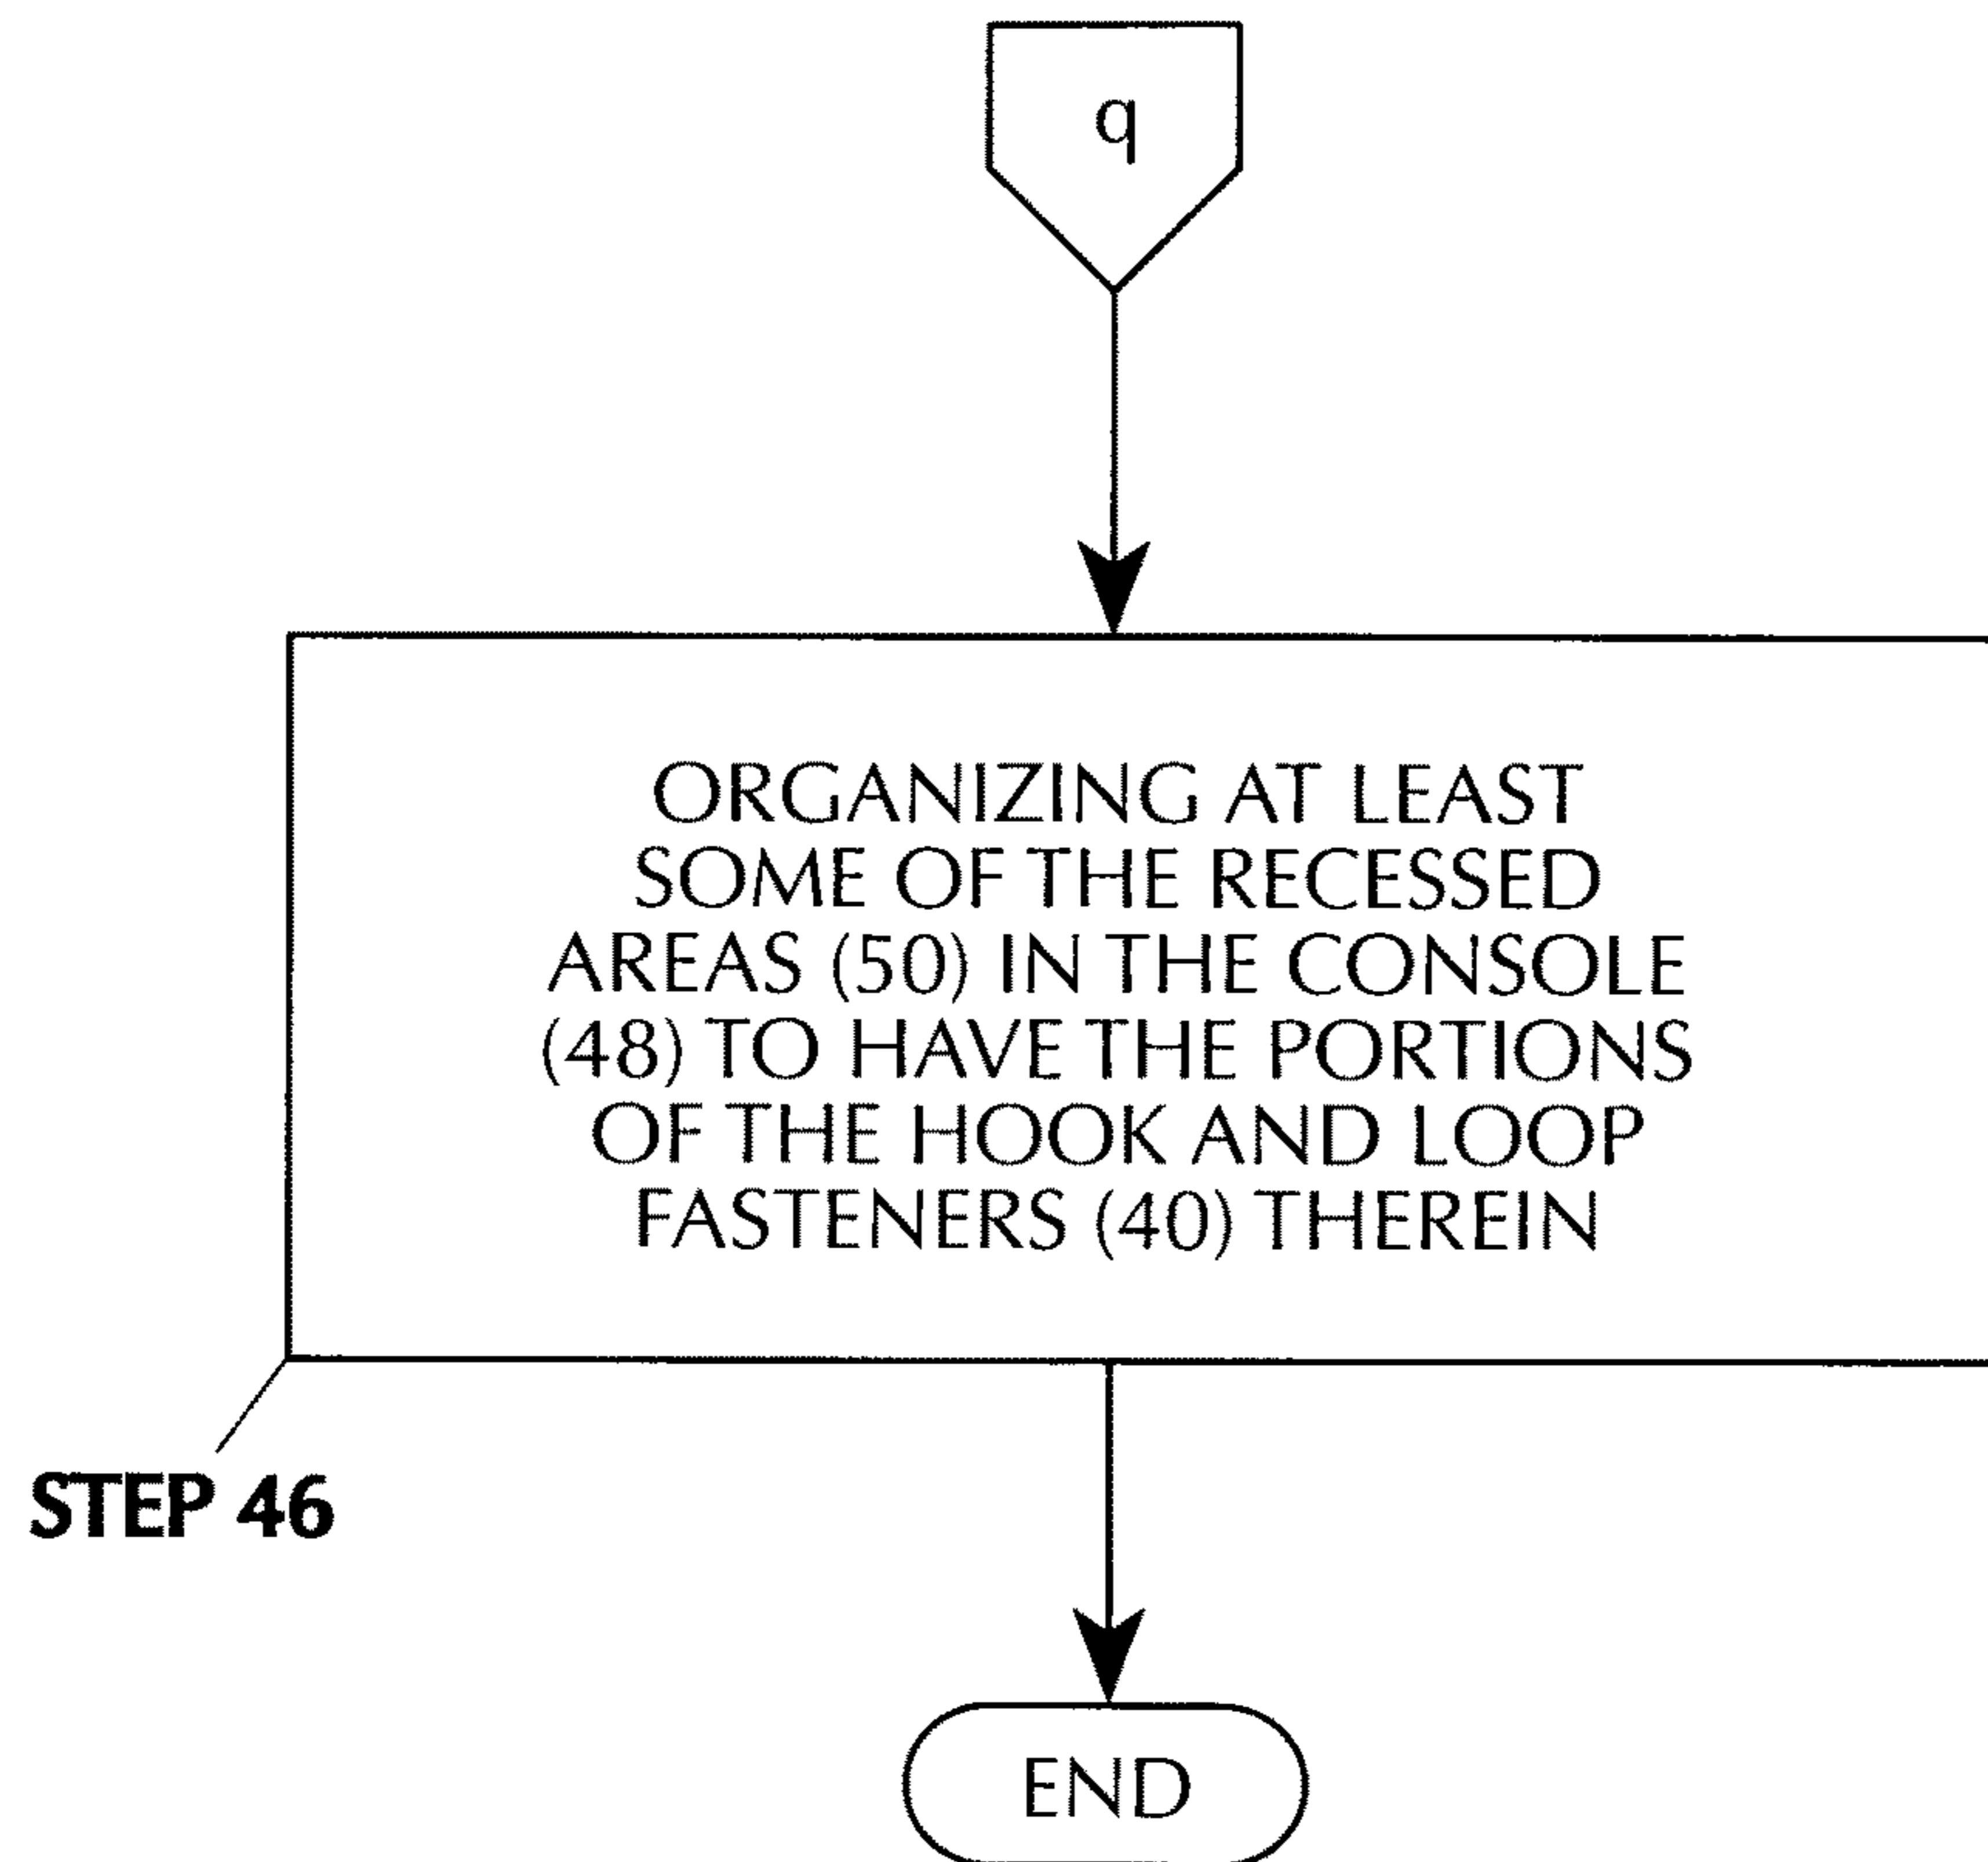 q
ORGANIZING AT LEAST
SOME OF THE RECESSED
AREAS (50) IN THE CONSOLE
(48) TO HAVE THE PORTIONS
OF THE HOOK AND LOOP
FASTENERS (40) THEREIN
STEP 46
END